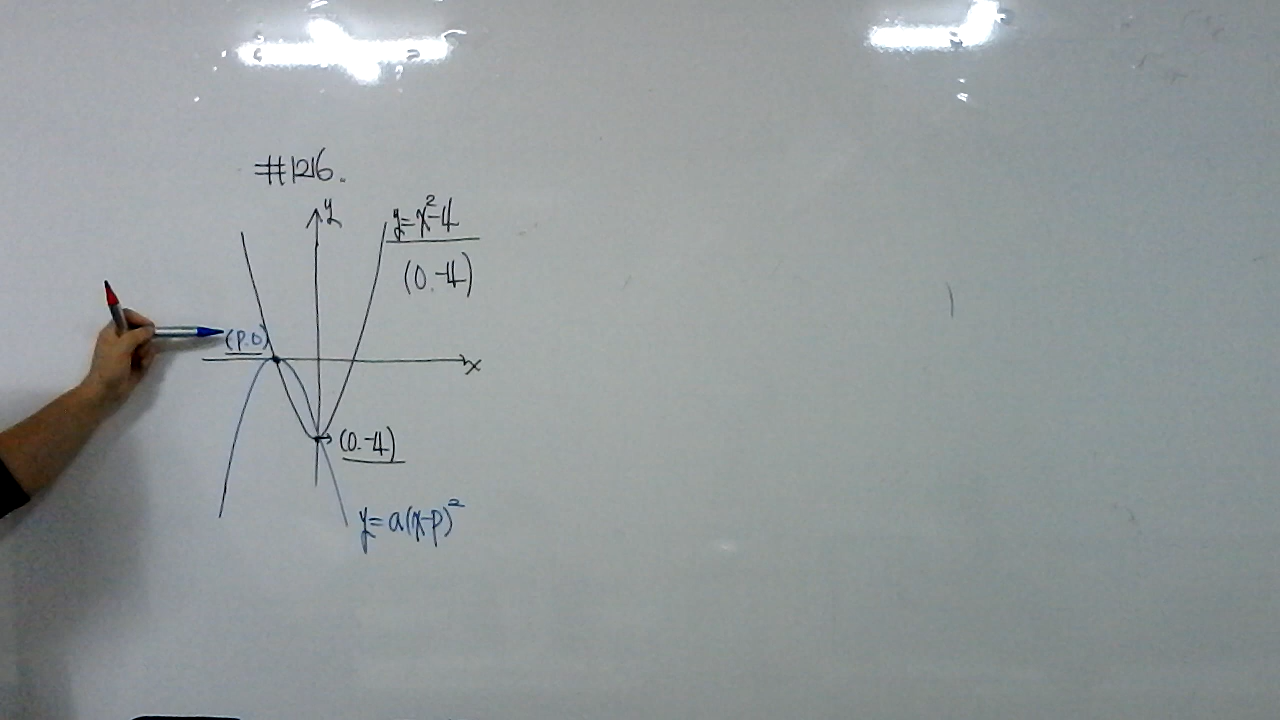 #1216.
y
y=x²-4
(0.-4)
(p.0)
x
(0.-4)
y=a(x-p)²